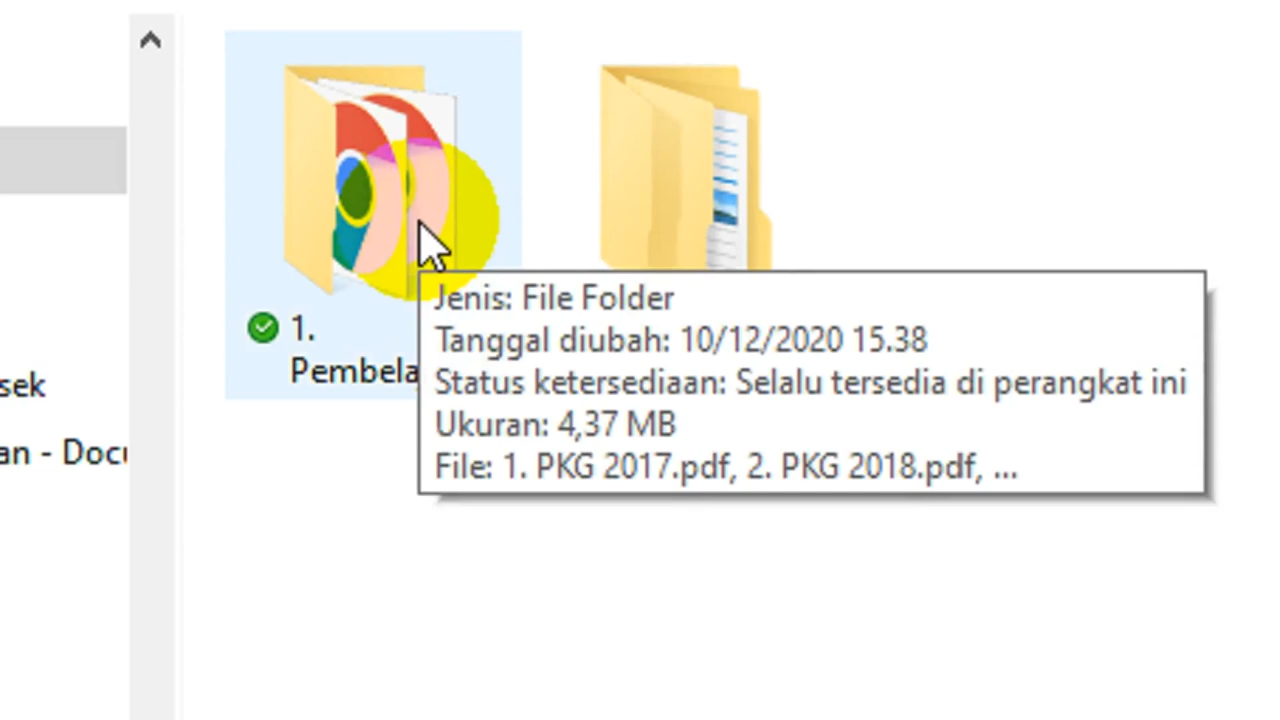 1.
Pembela
Jenis: File Folder
Tanggal diubah: 10/12/2020 15.38
Status ketersediaan: Selalu tersedia di perangkat ini
Ukuran: 4,37 MB
File: 1. PKG 2017.pdf, 2. PKG 2018.pdf, ...
sek
an - Docu